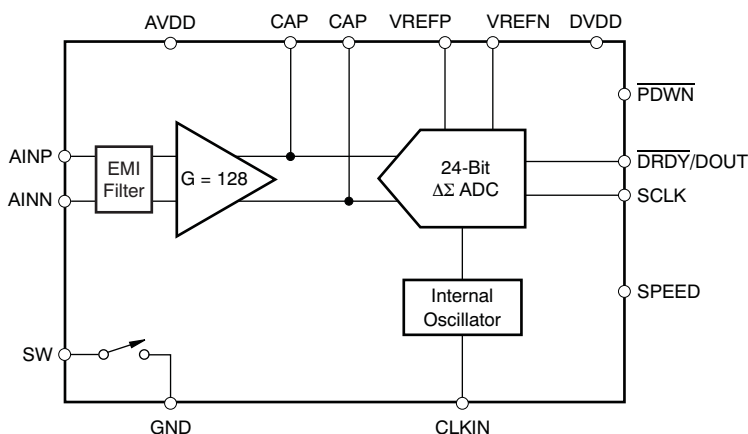 AVDD CAP CAP VREFP VREFN DVDD
PDWN
AINP
EMI
Filter
G = 128
24-Bit
ΔΣ ADC
DRDY/DOUT
AINN
SCLK
Internal
Oscillator
SPEED
SW
GND CLKIN